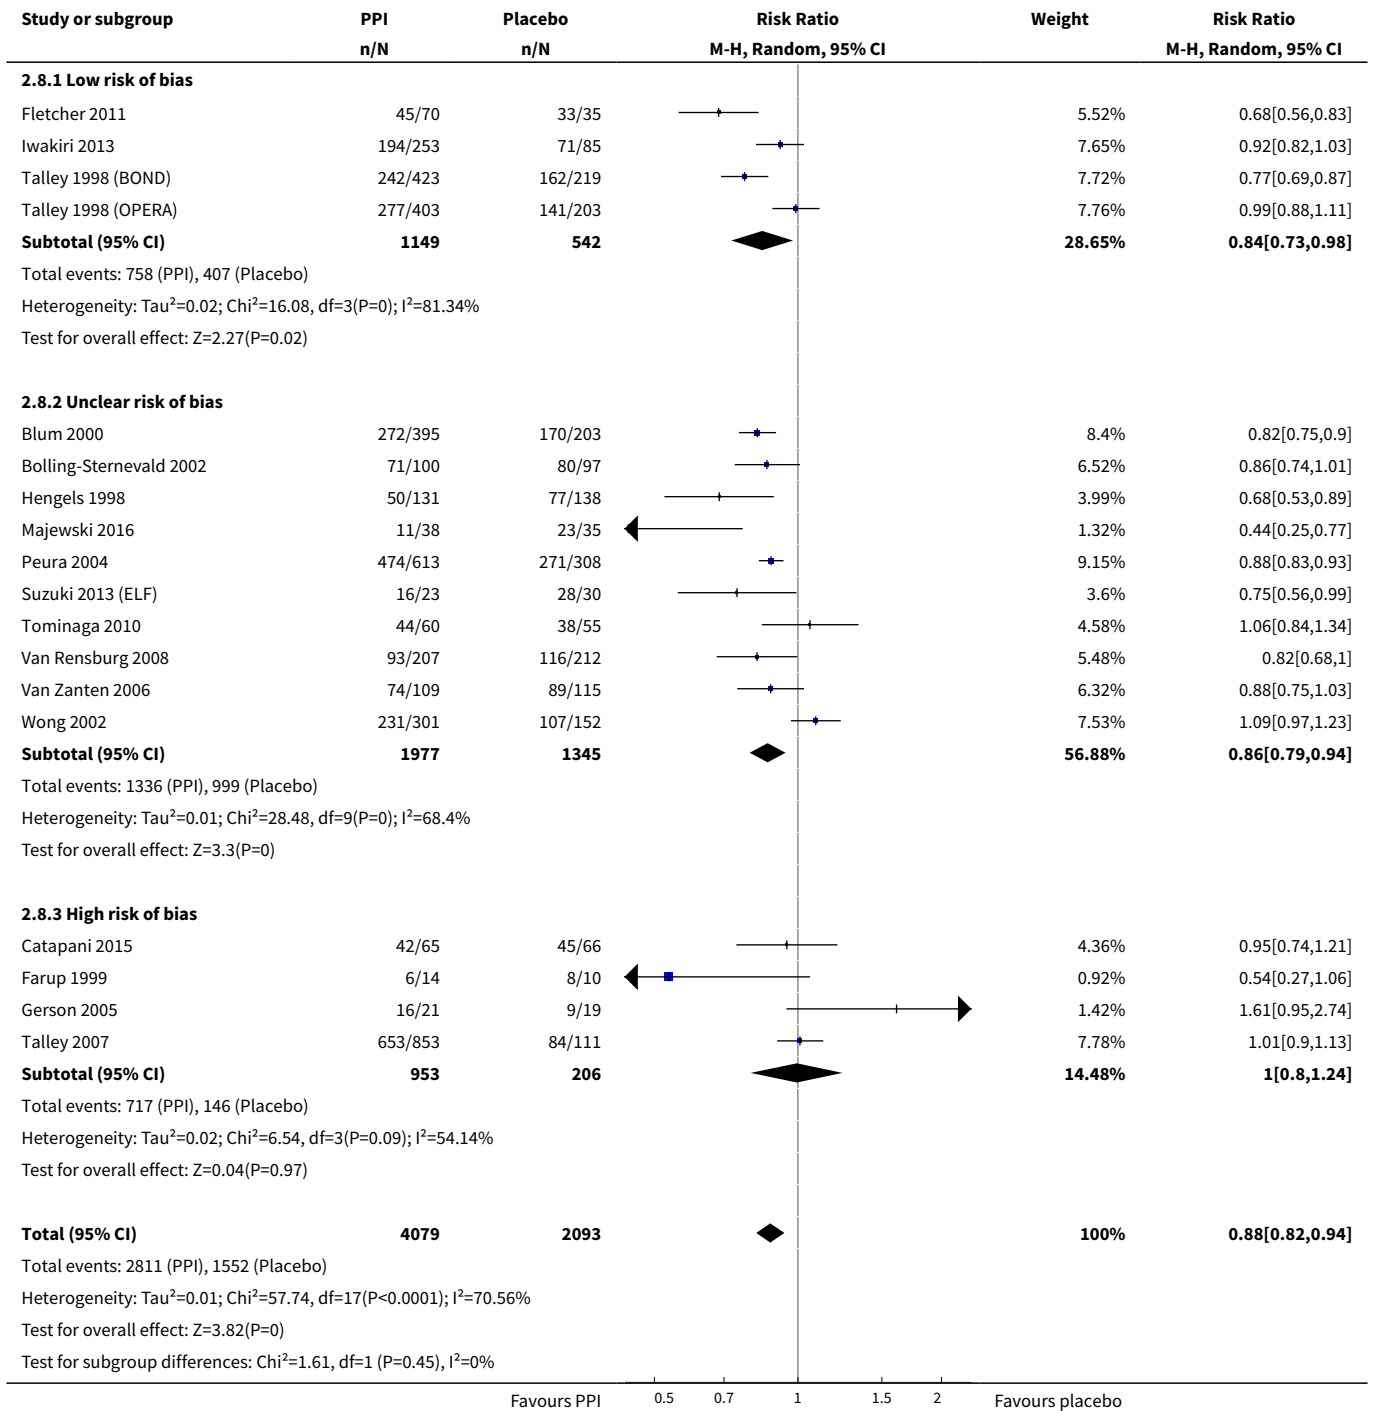 Study or subgroup PPI Placebo Risk Ratio Weight Risk Ratio
n/N n/N M-H, Random, 95% CI M-H, Random, 95% CI
2.8.1 Low risk of bias
Fletcher 2011 45/70 33/35 5.52% 0.68[0.56,0.83]
Iwakiri 2013 194/253 71/85 7.65% 0.92[0.82,1.03]
Talley 1998 (BOND) 242/423 162/219 7.72% 0.77[0.69,0.87]
Talley 1998 (OPERA) 277/403 141/203 7.76% 0.99[0.88,1.11]
Subtotal (95% CI) 1149 542 28.65% 0.84[0.73,0.98]
Total events: 758 (PPI), 407 (Placebo)
Heterogeneity: Tau²=0.02; Chi²=16.08, df=3(P=0); I²=81.34%
Test for overall effect: Z=2.27(P=0.02)
2.8.2 Unclear risk of bias
Blum 2000 272/395 170/203 8.4% 0.82[0.75,0.9]
Bolling-Sternevald 2002 71/100 80/97 6.52% 0.86[0.74,1.01]
Hengels 1998 50/131 77/138 3.99% 0.68[0.53,0.89]
Majewski 2016 11/38 23/35 1.32% 0.44[0.25,0.77]
Peura 2004 474/613 271/308 9.15% 0.88[0.83,0.93]
Suzuki 2013 (ELF) 16/23 28/30 3.6% 0.75[0.56,0.99]
Tominaga 2010 44/60 38/55 4.58% 1.06[0.84,1.34]
Van Rensburg 2008 93/207 116/212 5.48% 0.82[0.68,1]
Van Zanten 2006 74/109 89/115 6.32% 0.88[0.75,1.03]
Wong 2002 231/301 107/152 7.53% 1.09[0.97,1.23]
Subtotal (95% CI) 1977 1345 56.88% 0.86[0.79,0.94]
Total events: 1336 (PPI), 999 (Placebo)
Heterogeneity: Tau²=0.01; Chi²=28.48, df=9(P=0); I²=68.4%
Test for overall effect: Z=3.3(P=0)
2.8.3 High risk of bias
Catapani 2015 42/65 45/66 4.36% 0.95[0.74,1.21]
Farup 1999 6/14 8/10 0.92% 0.54[0.27,1.06]
Gerson 2005 16/21 9/19 1.42% 1.61[0.95,2.74]
Talley 2007 653/853 84/111 7.78% 1.01[0.9,1.13]
Subtotal (95% CI) 953 206 14.48% 1[0.8,1.24]
Total events: 717 (PPI), 146 (Placebo)
Heterogeneity: Tau²=0.02; Chi²=6.54, df=3(P=0.09); I²=54.14%
Test for overall effect: Z=0.04(P=0.97)
Total (95% CI) 4079 2093 100% 0.88[0.82,0.94]
Total events: 2811 (PPI), 1552 (Placebo)
Heterogeneity: Tau²=0.01; Chi²=57.74, df=17(P<0.0001); I²=70.56%
Test for overall effect: Z=3.82(P=0)
Test for subgroup differences: Chi²=1.61, df=1 (P=0.45), I²=0%
Favours PPI 0.5 0.7 1 1.5 2 Favours placebo